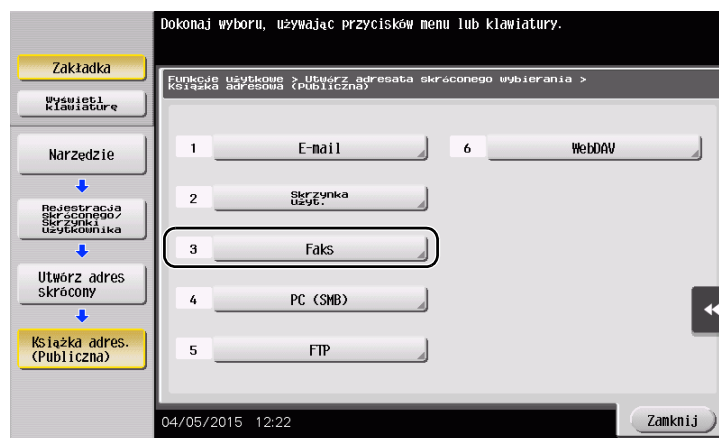 Dokonaj wyboru, używając przycisków menu lub klawiatury.
Zakładka
Wyświetl
klawiaturę
Funkcje użytkowe > Utwórz adresata skróconego wybierania >
Książka adresowa (Publiczna)
Narzędzie
Rejestracja
skróconego/
Skrzynki
użytkownika
Utwórz adres
skrócony
Książka adres.
(Publiczna)
1 E-mail
2 Skrzynka
użyt.
3 Faks
4 PC (SMB)
5 FTP
6 WebDAV
04/05/2015 12:22
Zamknij